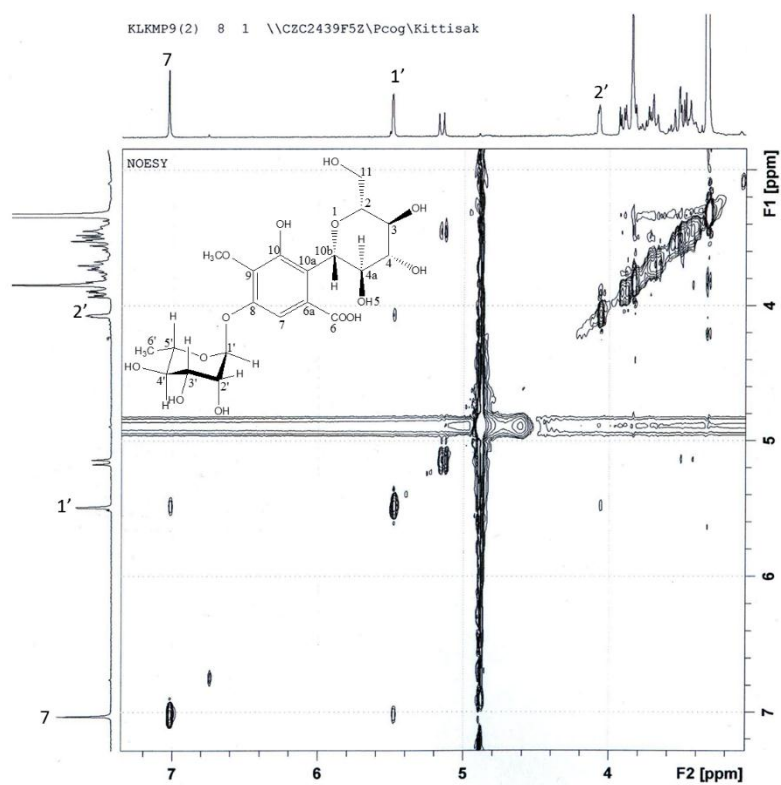 KLKMP9(2) 8 1 \\CZC2439F5Z\Pcog\Kittisak
7
1’
2’
NOESY
HO
11
OH
1
2
OH
O
3
H
10
10b
4
H3CO
9
10a
4a
OH
H
8
6a
OH5
7
COOH
6
O
6'
H
H3C
5'
O
1'
H
HO
4'
H
3'
2'
H
HO
H
OH
2’
1’
7
F1 [ppm]
4
5
6
7
7
6
5
4
F2 [ppm]